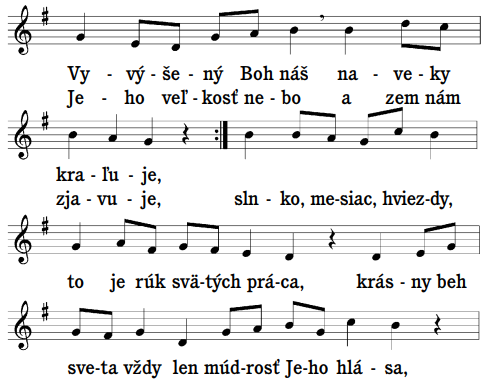 Vy - vý - še - ný Boh náš na - ve - ky
Je - ho veľ - kosť ne - bo a zem nám
kra - ľu - je,
zja - vu - je, sln - ko, me - siac, hviez - dy,
to je rúk svä - tých prá - ca, krás - ny beh
sve - ta vždy len múd - rosť Je - ho hlá - sa,